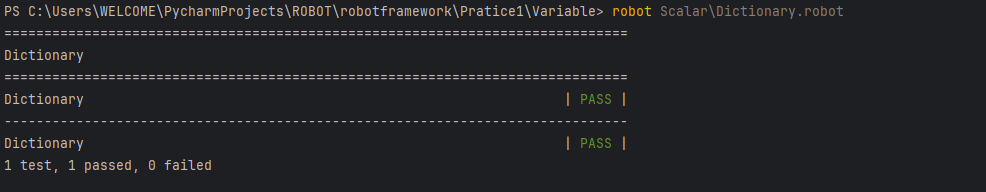 PS C:\Users\WELCOME\PycharmProjects\ROBOT\robotframework\Pratice1\Variable> robot Scalar\Dictionary.robot
==============================================================================
Dictionary
==============================================================================
Dictionary                                                            | PASS |
------------------------------------------------------------------------------
Dictionary                                                            | PASS |
1 test, 1 passed, 0 failed